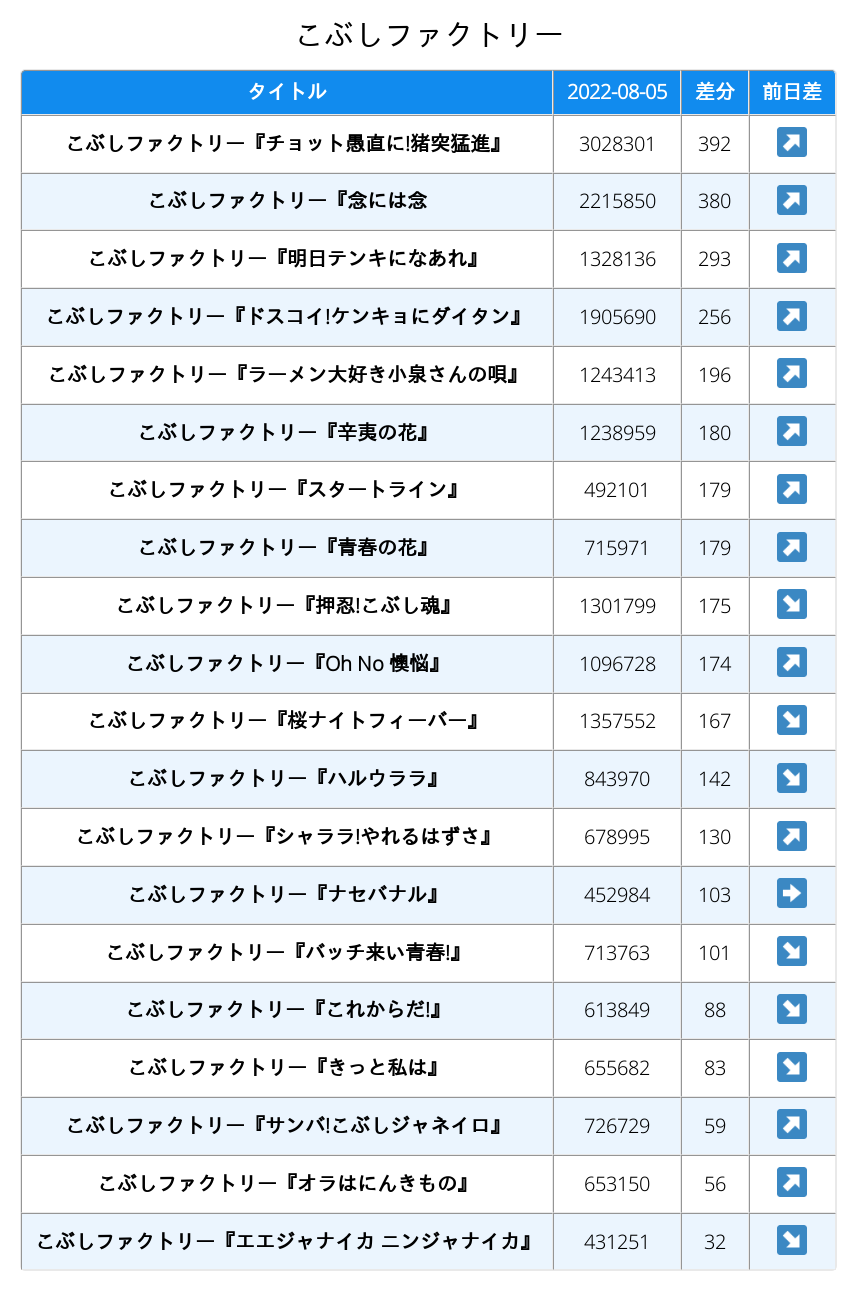 こぶしファクトリー
タイトル 2022-08-05 差分 前日差
こぶしファクトリー『チョット愚直に!猪突猛進』 3028301 392 ↗
こぶしファクトリー『念には念 2215850 380 ↗
こぶしファクトリー『明日テンキになあれ』 1328136 293 ↗
こぶしファクトリー『ドスコイ!ケンキョにダイタン』 1905690 256 ↗
こぶしファクトリー『ラーメン大好き小泉さんの唄』 1243413 196 ↗
こぶしファクトリー『辛夷の花』 1238959 180 ↗
こぶしファクトリー『スタートライン』 492101 179 ↗
こぶしファクトリー『青春の花』 715971 179 ↗
こぶしファクトリー『押忍!こぶし魂』 1301799 175 ↘
こぶしファクトリー『Oh No 懊悩』 1096728 174 ↗
こぶしファクトリー『桜ナイトフィーバー』 1357552 167 ↘
こぶしファクトリー『ハルウララ』 843970 142 ↘
こぶしファクトリー『シャララ!やれるはずさ』 678995 130 ↗
こぶしファクトリー『ナセバナル』 452984 103 ➡
こぶしファクトリー『バッチ来い青春!』 713763 101 ↘
こぶしファクトリー『これからだ!』 613849 88 ↘
こぶしファクトリー『きっと私は』 655682 83 ↘
こぶしファクトリー『サンバ!こぶしジャネイロ』 726729 59 ↗
こぶしファクトリー『オラはにんきもの』 653150 56 ↗
こぶしファクトリー『エエジャナイカ ニンジャナイカ』 431251 32 ↘